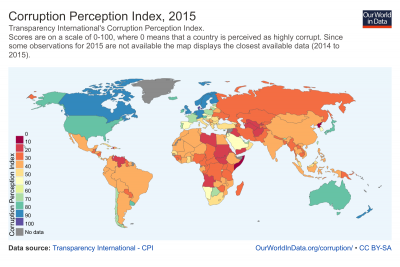 Corruption Perception Index, 2015
Our World
in Data
Transparency International's Corruption Perception Index.
Scores are on a scale of 0-100, where 0 means that a country is perceived as highly corrupt. Since
some observations for 2015 are not available the map displays the closest available data (2014 to
2015).
Corruption Perception Index
0
10
20
30
40
50
60
70
80
90
100
No data
Data source: Transparency International - CPI
OurWorldInData.org/corruption/ • CC BY-SA